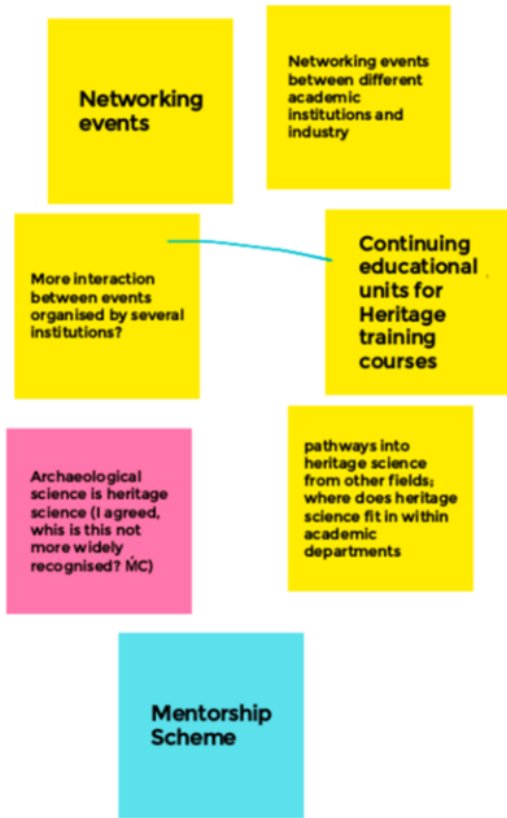 Networking
events
Networking events
between different
academic
institutions and
industry
More interaction
between events
organised by several
institutions?
Continuing
educational
units for
Heritage
training
courses
Archaeological
science is heritage
science (I agreed,
whis is this not
more widely
recognised? ṀC)
pathways into
heritage science
from other fields;
where does heritage
science fit in within
academic
departments
Mentorship
Scheme